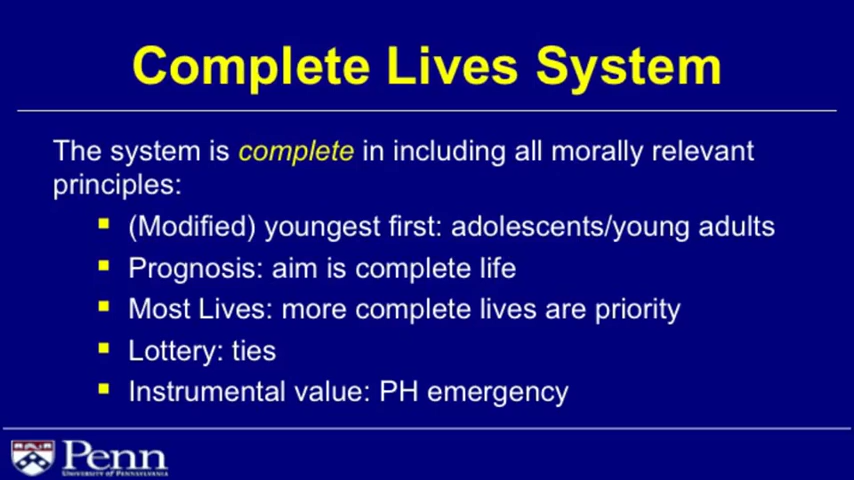 Complete Lives System
The system is complete in including all morally relevant
principles:
(Modified) youngest first: adolescents/young adults
Prognosis: aim is complete life
Most Lives: more complete lives are priority
Lottery: ties
Instrumental value: PH emergency
Penn
UNIVERSITY OF PENNSYLVANIA